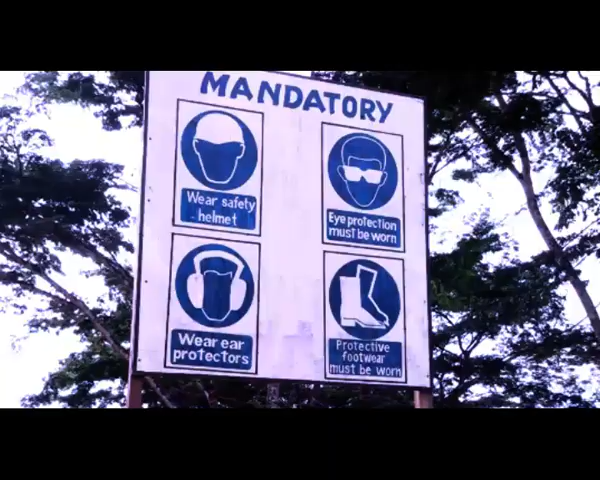 MANDATORY
Wear safety
helmet
Eye protection
must be worn
Wear ear
protectors
Protective
footwear
must be worn